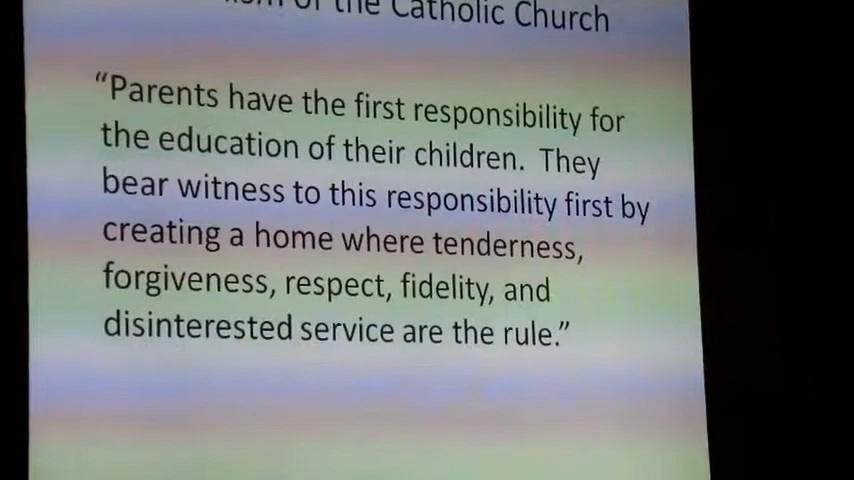 of the Catholic Church
“Parents have the first responsibility for
the education of their children. They
bear witness to this responsibility first by
creating a home where tenderness,
forgiveness, respect, fidelity, and
disinterested service are the rule.”